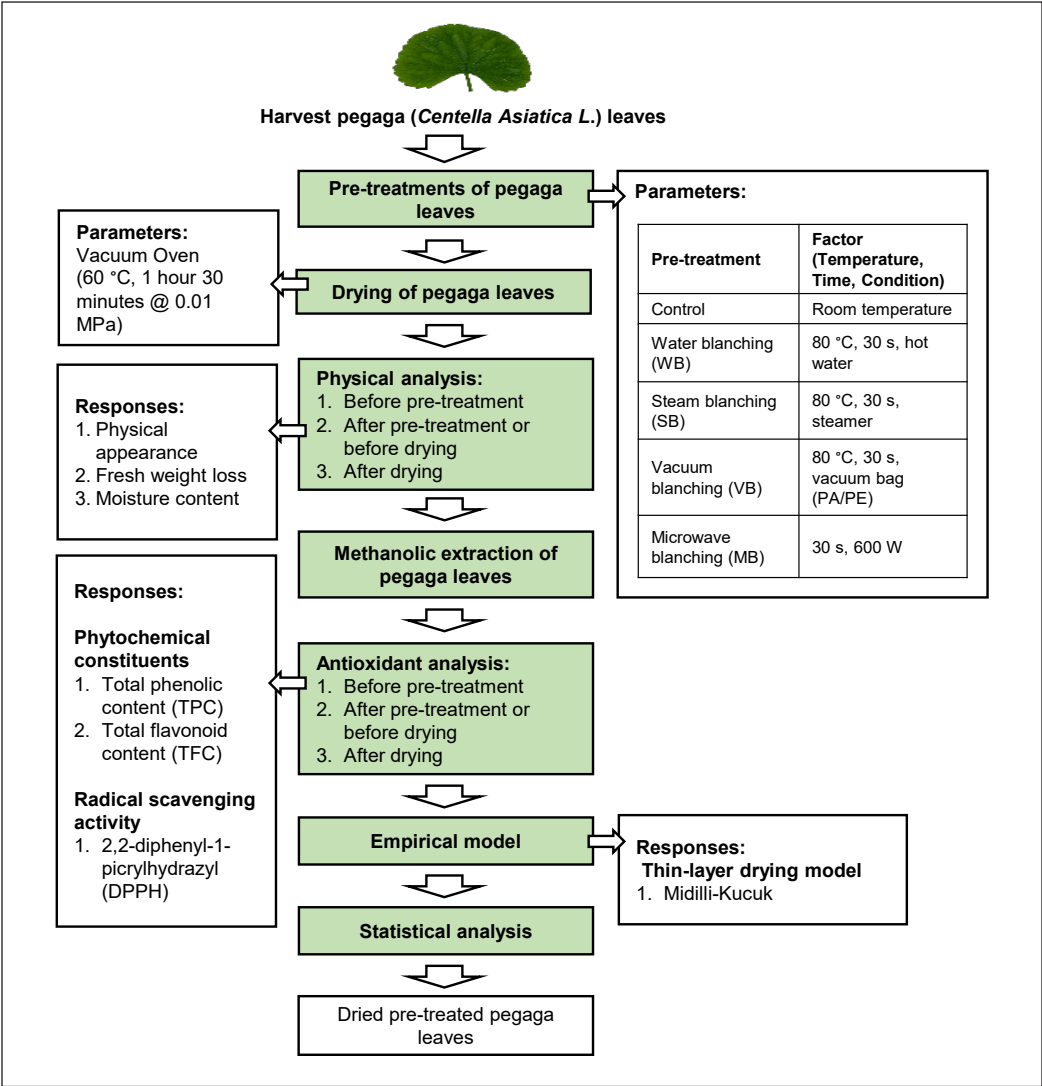 Harvest pegaga (Centella Asiatica L.) leaves
Pre-treatments of pegaga
leaves
Parameters:
Pre-treatment
Factor
(Temperature,
Time, Condition)
Control
Room temperature
Water blanching
(WB)
80 °C, 30 s, hot
water
Steam blanching
(SB)
80 °C, 30 s,
steamer
Vacuum
blanching (VB)
80 °C, 30 s,
vacuum bag
(PA/PE)
Microwave
blanching (MB)
30 s, 600 W
Drying of pegaga leaves
Parameters:
Vacuum Oven
(60 °C, 1 hour 30
minutes @ 0.01
MPa)
Physical analysis:
1. Before pre-treatment
2. After pre-treatment or
before drying
3. After drying
Responses:
1. Physical
appearance
2. Fresh weight loss
3. Moisture content
Methanolic extraction of
pegaga leaves
Antioxidant analysis:
1. Before pre-treatment
2. After pre-treatment or
before drying
3. After drying
Responses:
Phytochemical
constituents
1. Total phenolic
content (TPC)
2. Total flavonoid
content (TFC)
Radical scavenging
activity
1. 2,2-diphenyl-1-
picrylhydrazyl
(DPPH)
Empirical model
Responses:
Thin-layer drying model
1. Midilli-Kucuk
Statistical analysis
Dried pre-treated pegaga
leaves